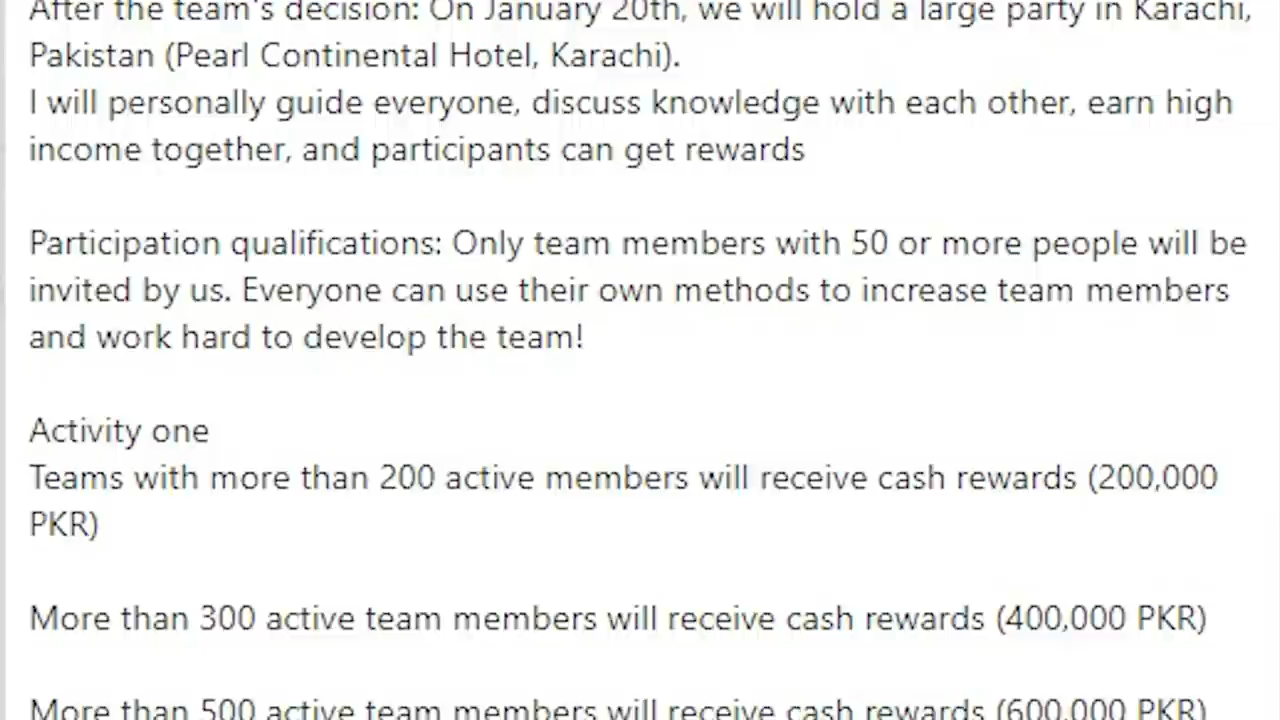 After the team's decision: On January 20th, we will hold a large party in Karachi,
Pakistan (Pearl Continental Hotel, Karachi).
I will personally guide everyone, discuss knowledge with each other, earn high
income together, and participants can get rewards
Participation qualifications: Only team members with 50 or more people will be
invited by us. Everyone can use their own methods to increase team members
and work hard to develop the team!
Activity one
Teams with more than 200 active members will receive cash rewards (200,000
PKR)
More than 300 active team members will receive cash rewards (400,000 PKR)
More than 500 active team members will receive cash rewards (600,000 PKR)